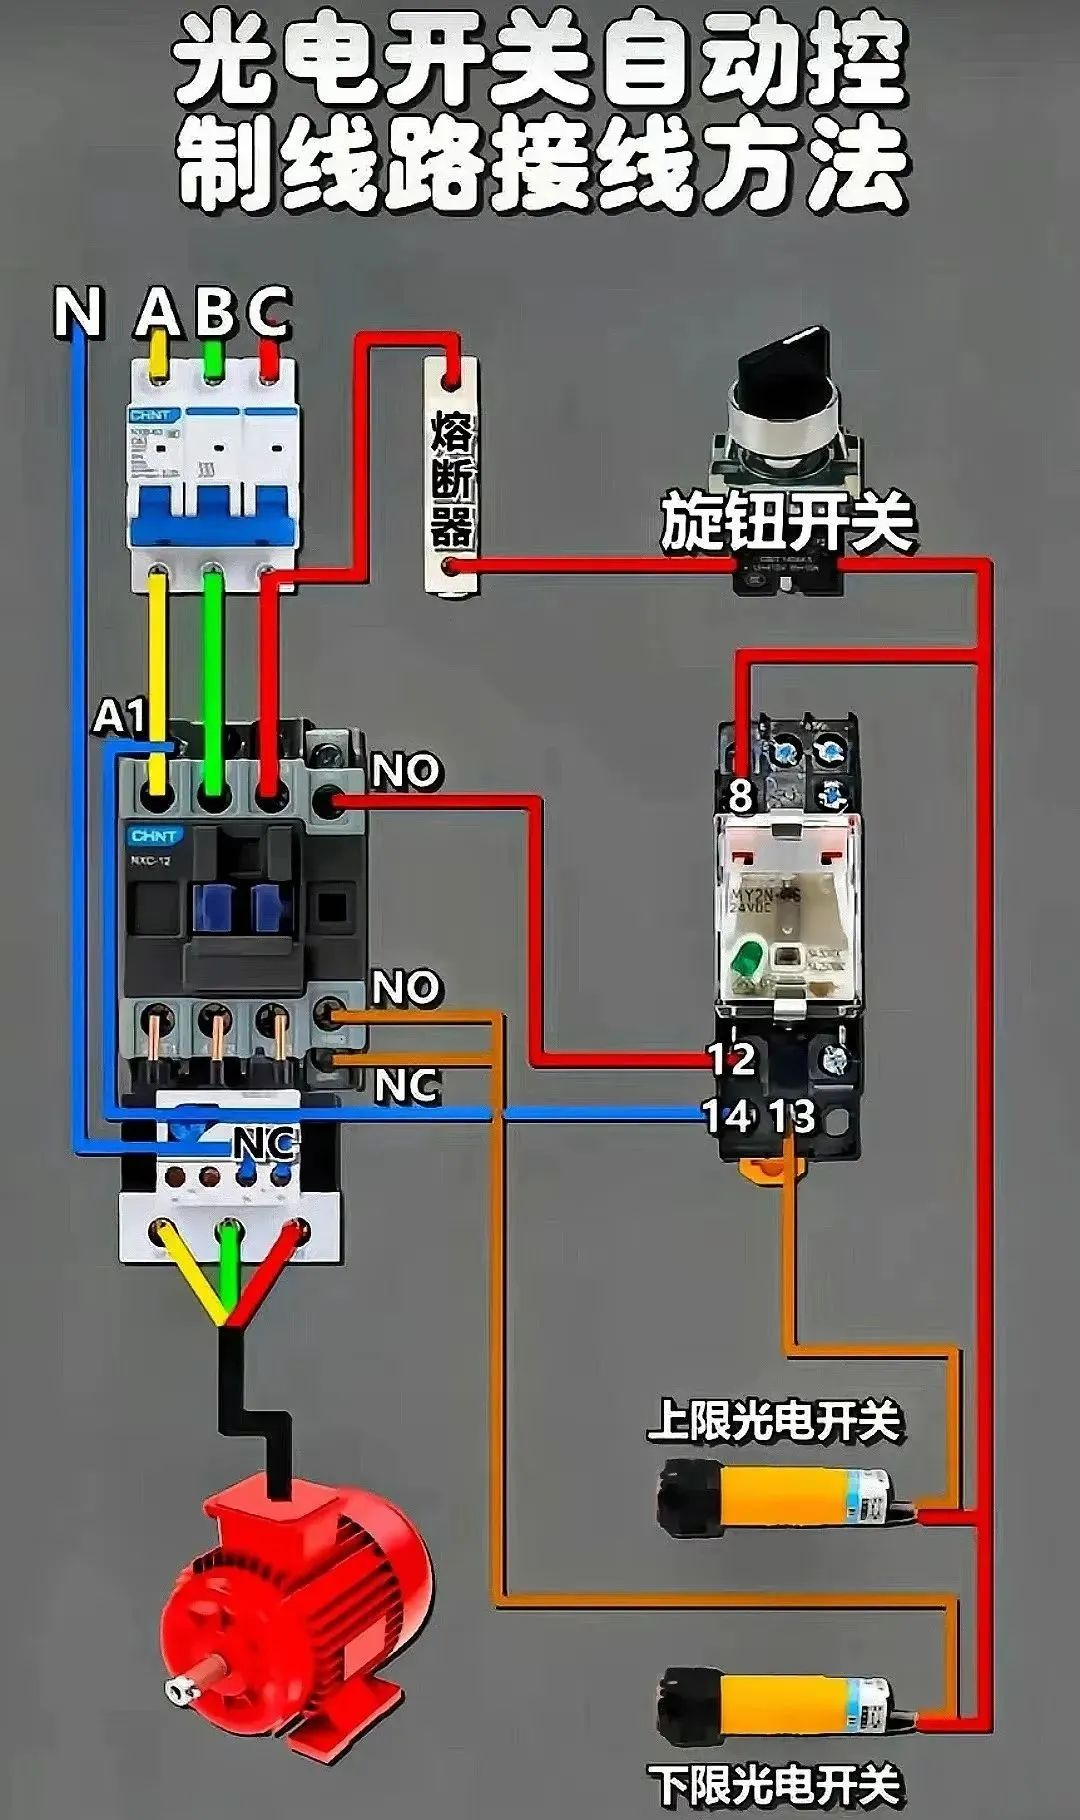 光电开关自动控
制线路接线方法
N A B C
CHNT
熔断器
旋钮开关
A1
NO
8
CHNT
NXC-12
MY2N-
24VDC
NO
12
NC
14 13
NC
上限光电开关
下限光电开关